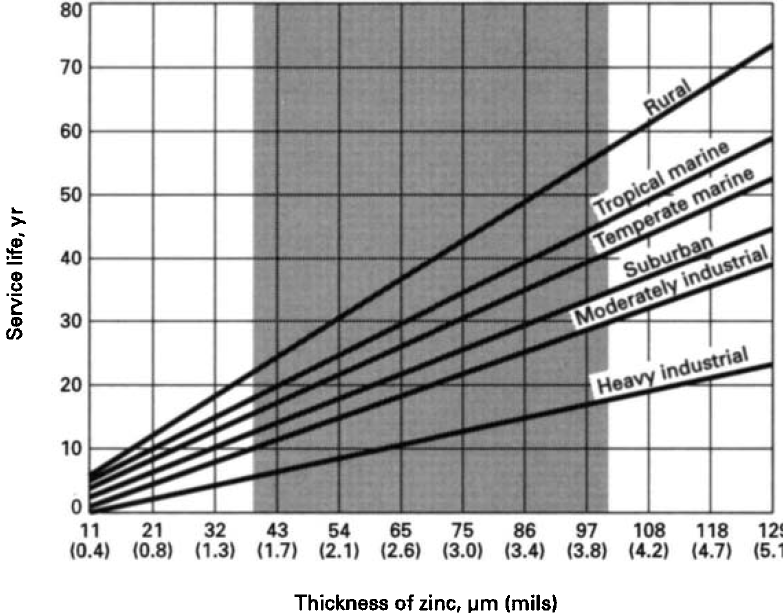 80
70
60
50
40
30
20
10
0
Service life, yr
Rural
Tropical marine
Temperate marine
Suburban
Moderately industrial
Heavy industrial
11 21 32 43 54 65 75 86 97 108 118 129
(0.4) (0.8) (1.3) (1.7) (2.1) (2.6) (3.0) (3.4) (3.8) (4.2) (4.7) (5.1
Thickness of zinc, µm (mils)